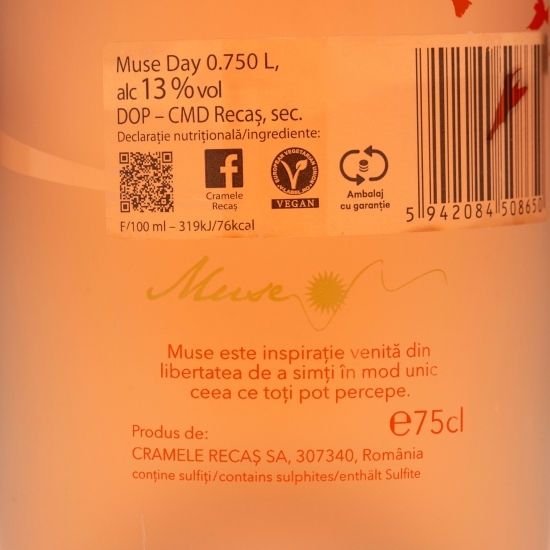 Muse Day 0.750 L,
alc 13 % vol
DOP – CMD Recaș, sec.
Declarație nutrițională/ingrediente:
Cramele
Recaș
EUROPEAN VEGETARIAN UNION
V-LABEL.EU
VEGAN
Ambalaj
cu garanție
E/100 ml – 319kJ/76kcal
5 942084 508650
Muse
Muse este inspirație venită din
libertatea de a simți în mod unic
ceea ce toți pot percepe.
℮75cl
Produs de:
CRAMELE RECAȘ SA, 307340, România
conține sulfiți/contains sulphites/enthält Sulfite